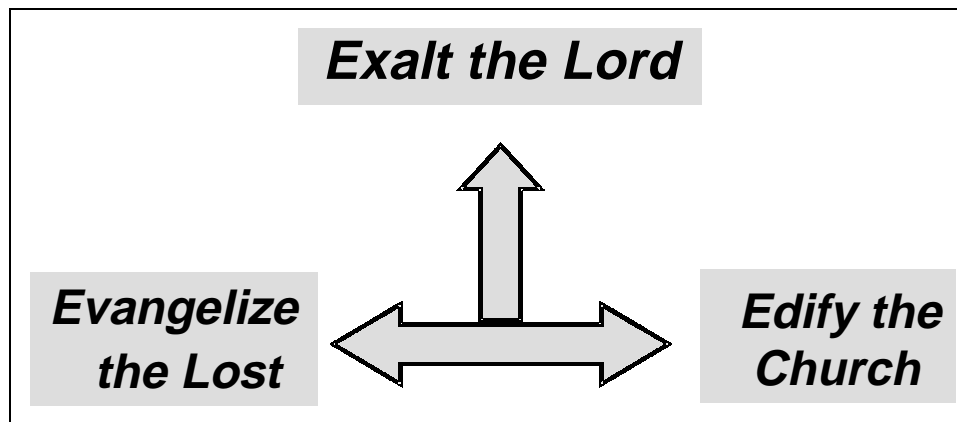 Exalt the Lord
Evangelize
the Lost
Edify the
Church